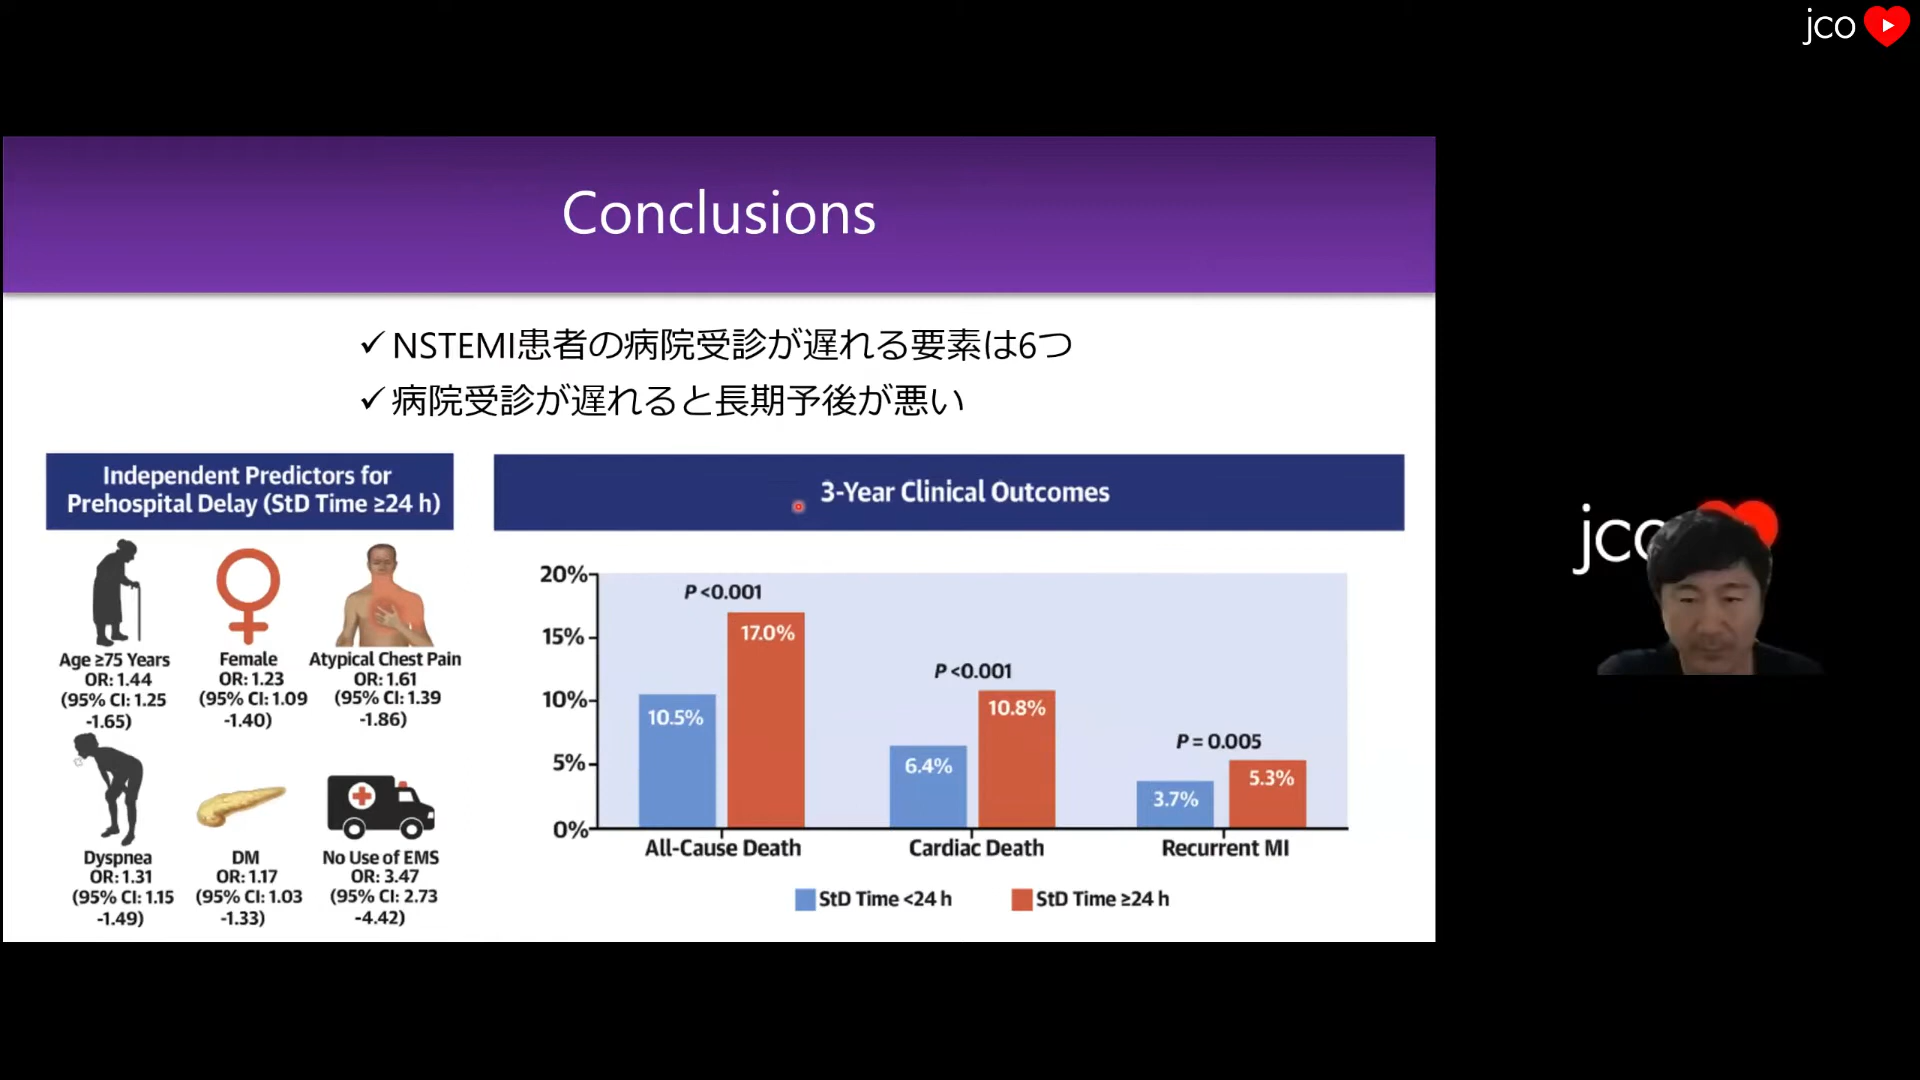 jco
Conclusions
✓ NSTEMI患者の病院受診が遅れる要素は6つ
✓ 病院受診が遅れると長期予後が悪い
Independent Predictors for
Prehospital Delay (StD Time ≥24 h)
Age ≥75 Years
OR: 1.44
(95% CI: 1.25
-1.65)
Female
OR: 1.23
(95% CI: 1.09
-1.40)
Atypical Chest Pain
OR: 1.61
(95% CI: 1.39
-1.86)
Dyspnea
OR: 1.31
(95% CI: 1.15
-1.49)
DM
OR: 1.17
(95% CI: 1.03
-1.33)
No Use of EMS
OR: 3.47
(95% CI: 2.73
-4.42)
3-Year Clinical Outcomes
20%
15%
10%
5%
0%
P <0.001
10.5%
17.0%
All-Cause Death
P <0.001
6.4%
10.8%
Cardiac Death
P = 0.005
3.7%
5.3%
Recurrent MI
StD Time <24 h
StD Time ≥24 h
jco